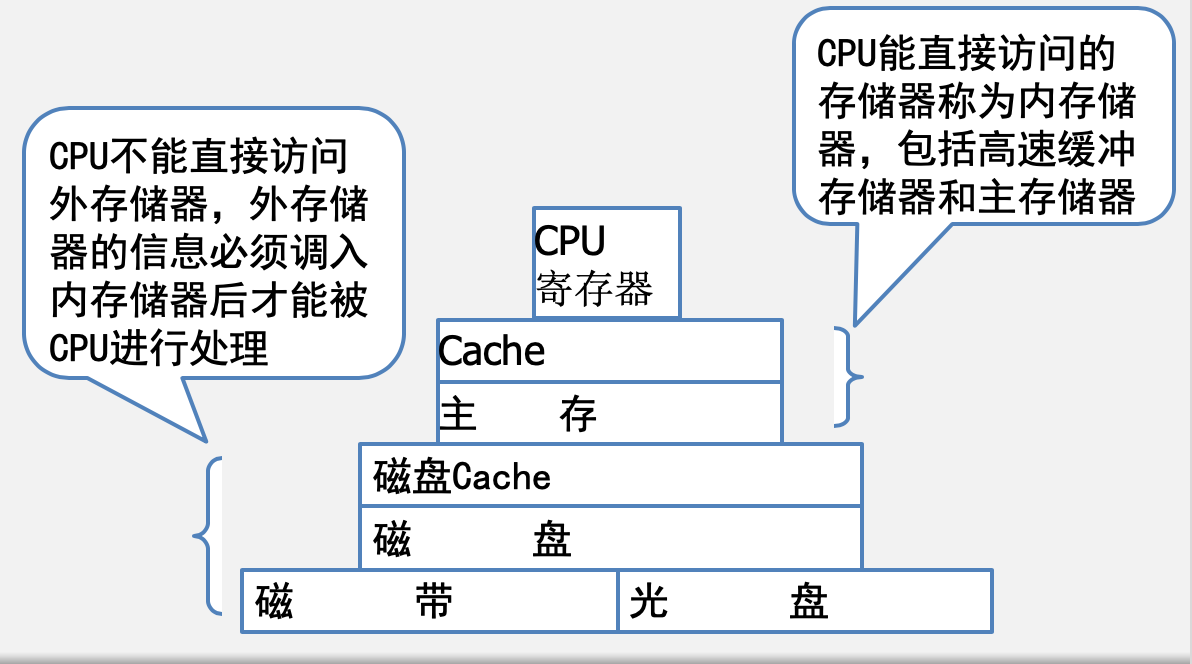 CPU能直接访问的
存储器称为内存储
器，包括高速缓冲
存储器和主存储器
CPU不能直接访问
外存储器，外存储
器的信息必须调入
内存储器后才能被
CPU进行处理
CPU
寄存器
Cache
主 存
磁盘Cache
磁 盘
磁 带
光 盘